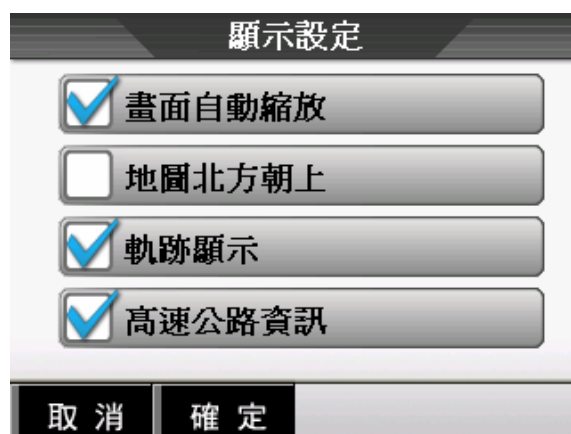 顯示設定
畫面自動縮放
地圖北方朝上
軌跡顯示
高速公路資訊
取消 確定